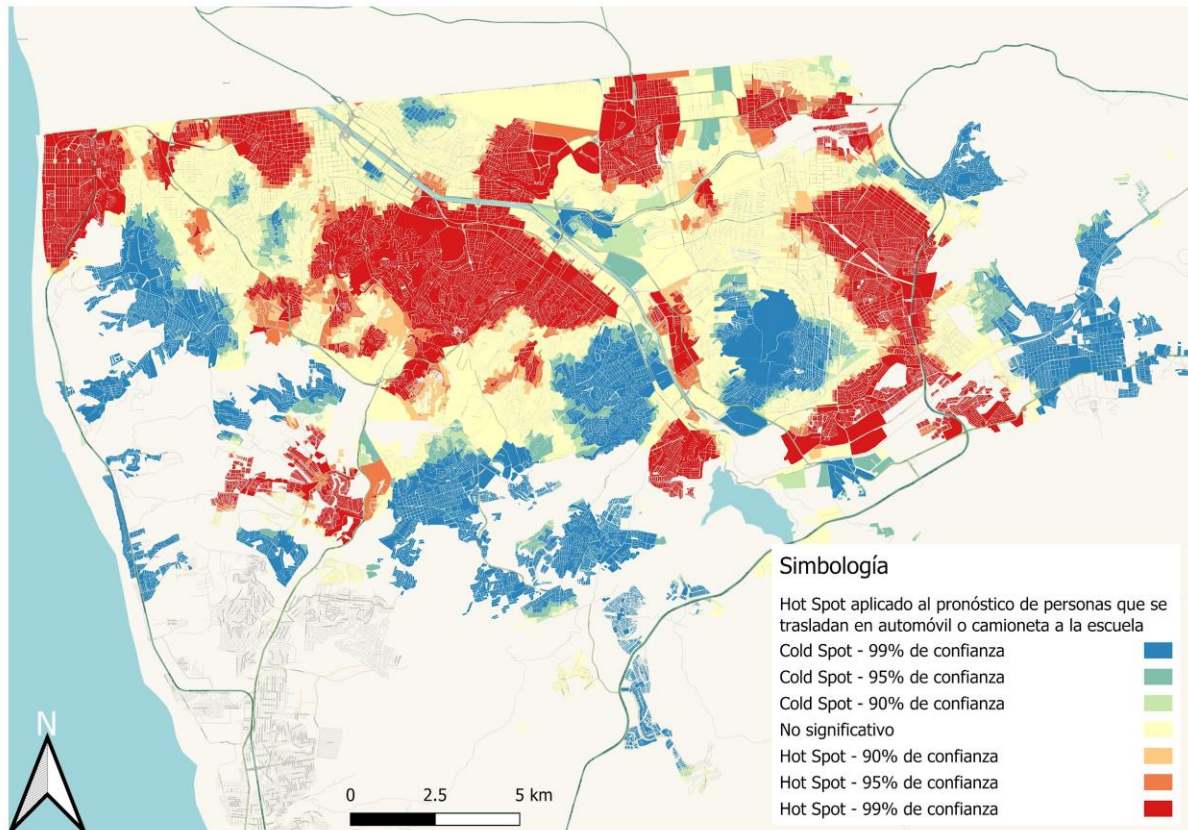 N
0 2.5 5 km
Simbología
Hot Spot aplicado al pronóstico de personas que se
trasladan en automóvil o camioneta a la escuela
Cold Spot - 99% de confianza
Cold Spot - 95% de confianza
Cold Spot - 90% de confianza
No significativo
Hot Spot - 90% de confianza
Hot Spot - 95% de confianza
Hot Spot - 99% de confianza